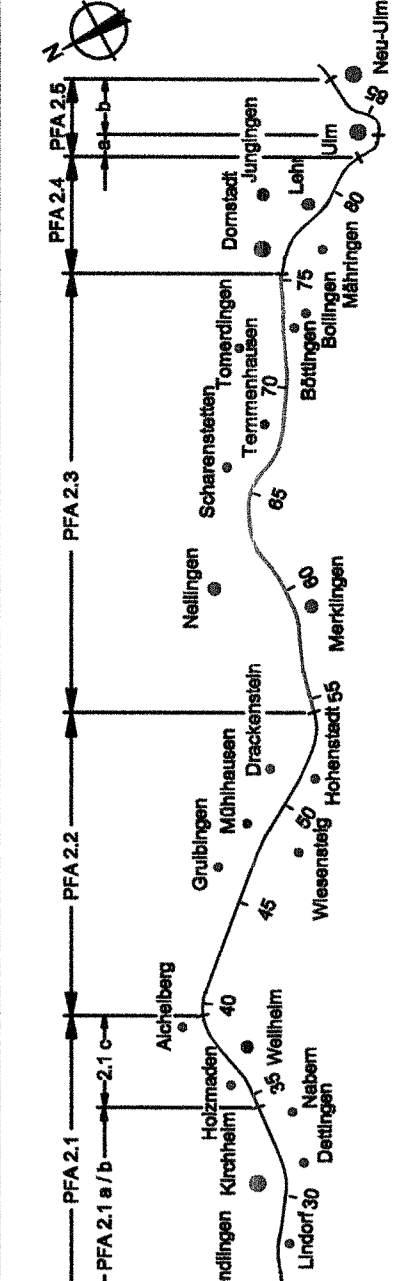 N
PFA 2.1
PFA 2.2
PFA 2.3
PFA 2.4
PFA 2.5
PFA 2.1 a / b
2.1 c
a
b
ndlingen
Lindorf
30
Kirchheim
Dettingen
Nabern
Holzmaden
35
Weilheim
Aichelberg
40
Gruibingen
45
Mühlhausen
Wiesensteig
50
Drackenstein
Hohenstadt
55
Merklingen
60
Nellingen
65
Scharenstetten
Temmenhausen
70
Tomerdingen
Böttingen
Bollingen
75
Dornstadt
Mähringen
Lehr
Jungingen
80
Ulm
85
Neu-Ulm